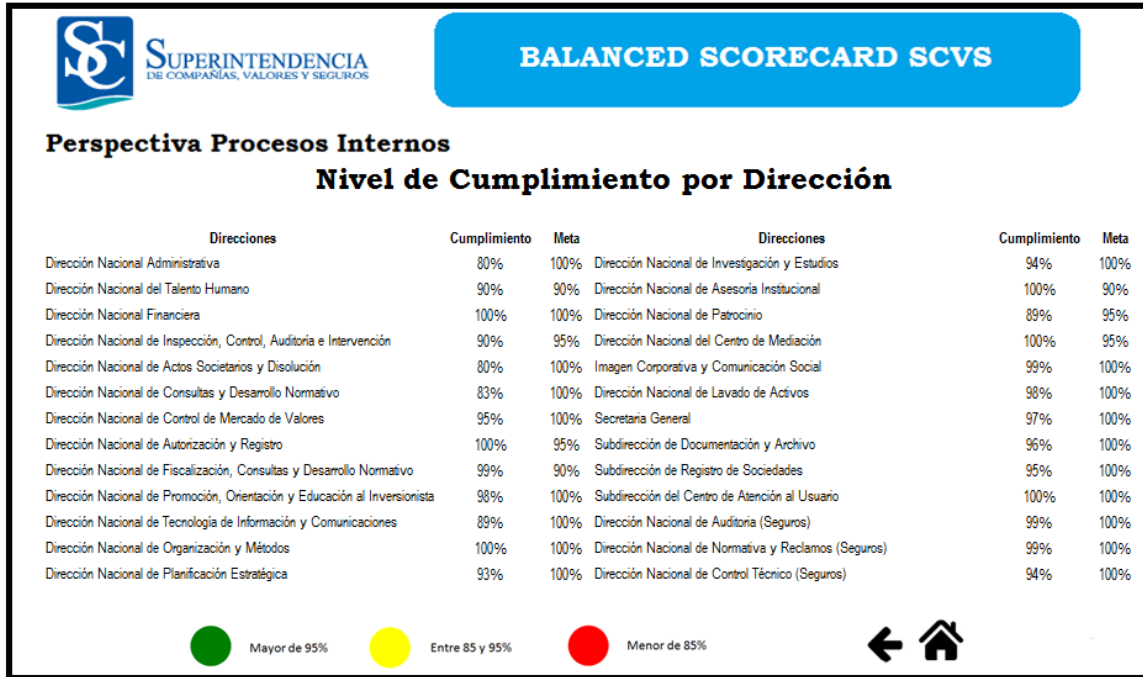 SC
SUPERINTENDENCIA
DE COMPAÑÍAS, VALORES Y SEGUROS
BALANCED SCORECARD SCVS
Perspectiva Procesos Internos
Nivel de Cumplimiento por Dirección
Direcciones Cumplimiento Meta Direcciones Cumplimiento Meta
Dirección Nacional Administrativa 80% 100% Dirección Nacional de Investigación y Estudios 94% 100%
Dirección Nacional del Talento Humano 90% 90% Dirección Nacional de Asesoria Institucional 100% 90%
Dirección Nacional Financiera 100% 100% Dirección Nacional de Patrocinio 89% 95%
Dirección Nacional de Inspección, Control, Auditoria e Intervención 90% 95% Dirección Nacional del Centro de Mediación 100% 95%
Dirección Nacional de Actos Societarios y Disolución 80% 100% Imagen Corporativa y Comunicación Social 99% 100%
Dirección Nacional de Consultas y Desarrollo Normativo 83% 100% Dirección Nacional de Lavado de Activos 98% 100%
Dirección Nacional de Control de Mercado de Valores 95% 100% Secretaria General 97% 100%
Dirección Nacional de Autorización y Registro 100% 95% Subdirección de Documentación y Archivo 96% 100%
Dirección Nacional de Fiscalización, Consultas y Desarrollo Normativo 99% 90% Subdirección de Registro de Sociedades 95% 100%
Dirección Nacional de Promoción, Orientación y Educación al Inversionista 98% 100% Subdirección del Centro de Atención al Usuario 100% 100%
Dirección Nacional de Tecnología de Información y Comunicaciones 89% 100% Dirección Nacional de Auditoria (Seguros) 99% 100%
Dirección Nacional de Organización y Métodos 100% 100% Dirección Nacional de Normativa y Reclamos (Seguros) 99% 100%
Dirección Nacional de Planificación Estratégica 93% 100% Dirección Nacional de Control Técnico (Seguros) 94% 100%
Mayor de 95% Entre 85 y 95% Menor de 85%